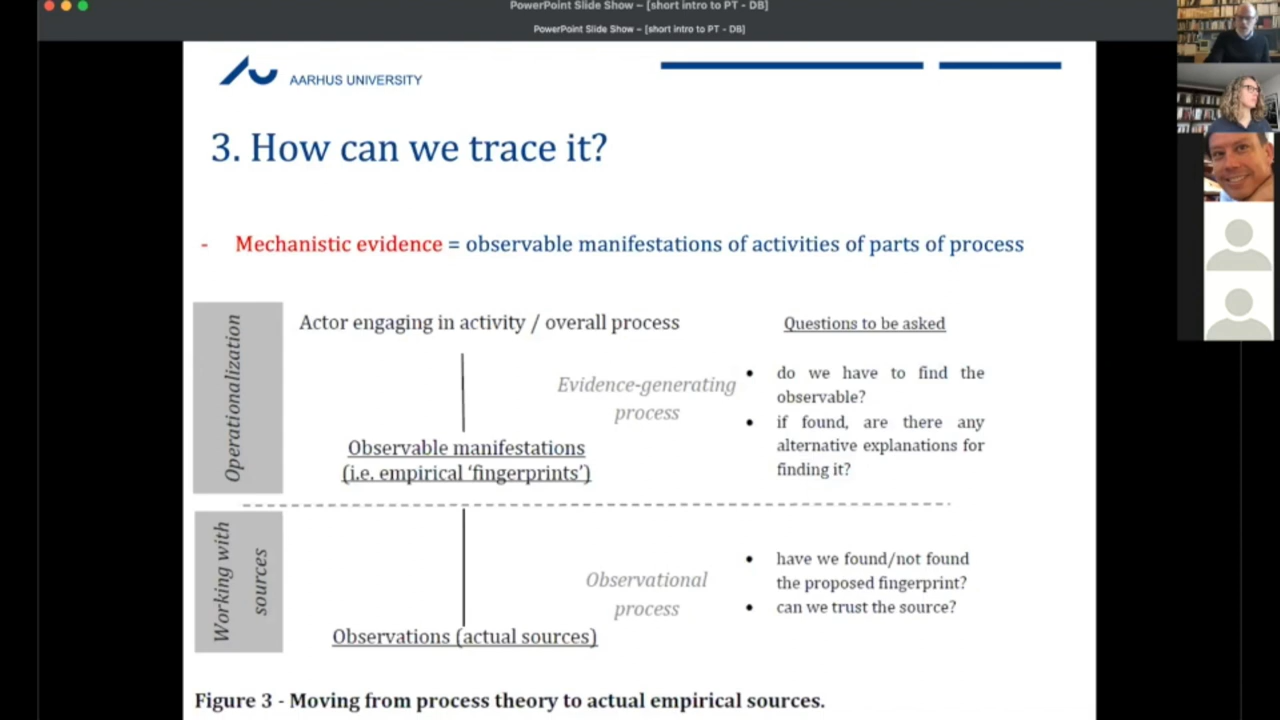 PowerPoint Slide Show – [short intro to PT - DB]
PowerPoint Slide Show – [short intro to PT - DB]
AARHUS UNIVERSITY
3. How can we trace it?
- Mechanistic evidence = observable manifestations of activities of parts of process
Operationalization
Actor engaging in activity / overall process
Questions to be asked
Evidence-generating
process
• do we have to find the
observable?
• if found, are there any
alternative explanations for
finding it?
Observable manifestations
(i.e. empirical ‘fingerprints’)
Working with
sources
Observational
process
• have we found/not found
the proposed fingerprint?
• can we trust the source?
Observations (actual sources)
Figure 3 - Moving from process theory to actual empirical sources.